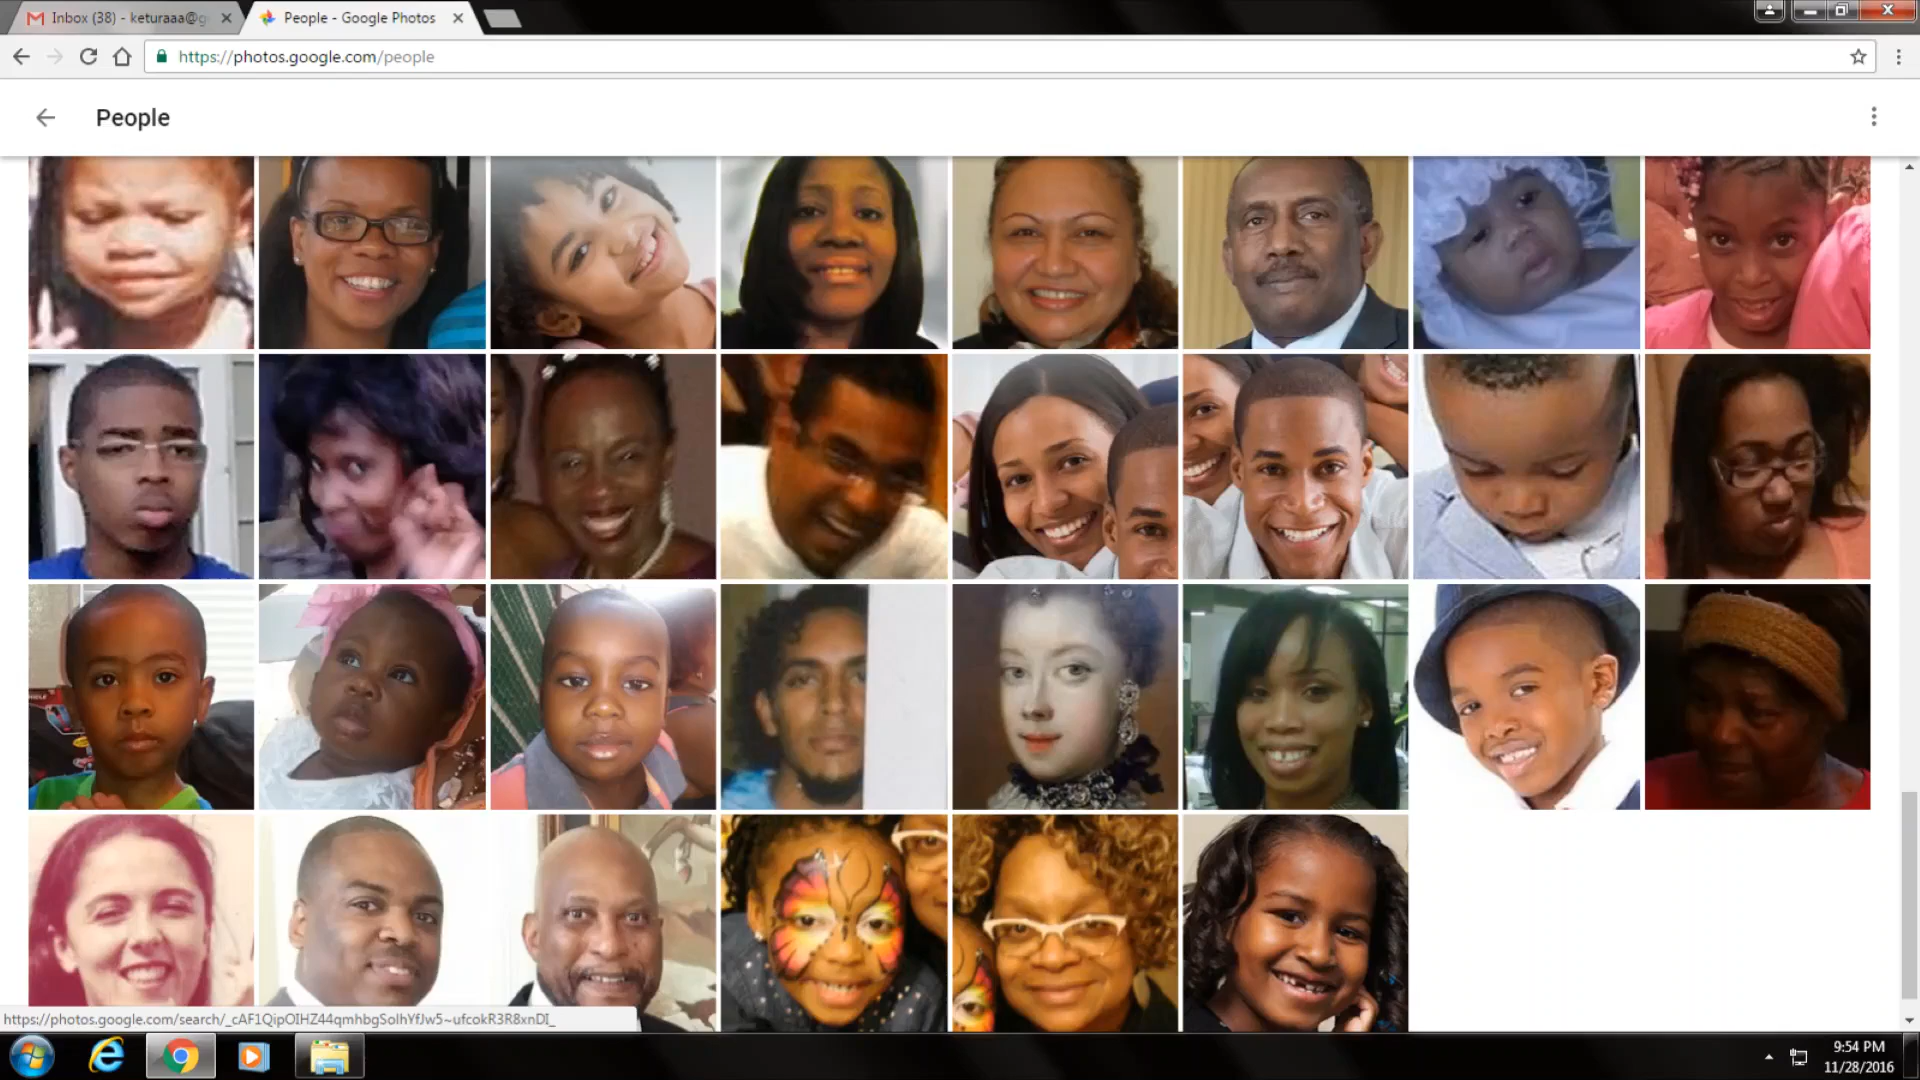 Inbox (38) - keturaaa@g
People - Google Photos
https://photos.google.com/people
People
https://photos.google.com/search/_cAF1QipOIHZ44qmhbgSolhYfJw5~ufcokR3R8xnDI_
9:54 PM
11/28/2016